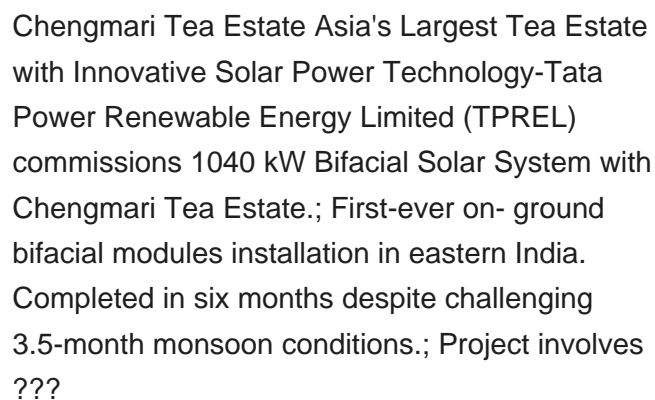 Chengmari Tea Estate Asia's Largest Tea Estate
with Innovative Solar Power Technology-Tata
Power Renewable Energy Limited (TPREL)
commissions 1040 kW Bifacial Solar System with
Chengmari Tea Estate.; First-ever on- ground
bifacial modules installation in eastern India.
Completed in six months despite challenging
3.5-month monsoon conditions.; Project involves
???